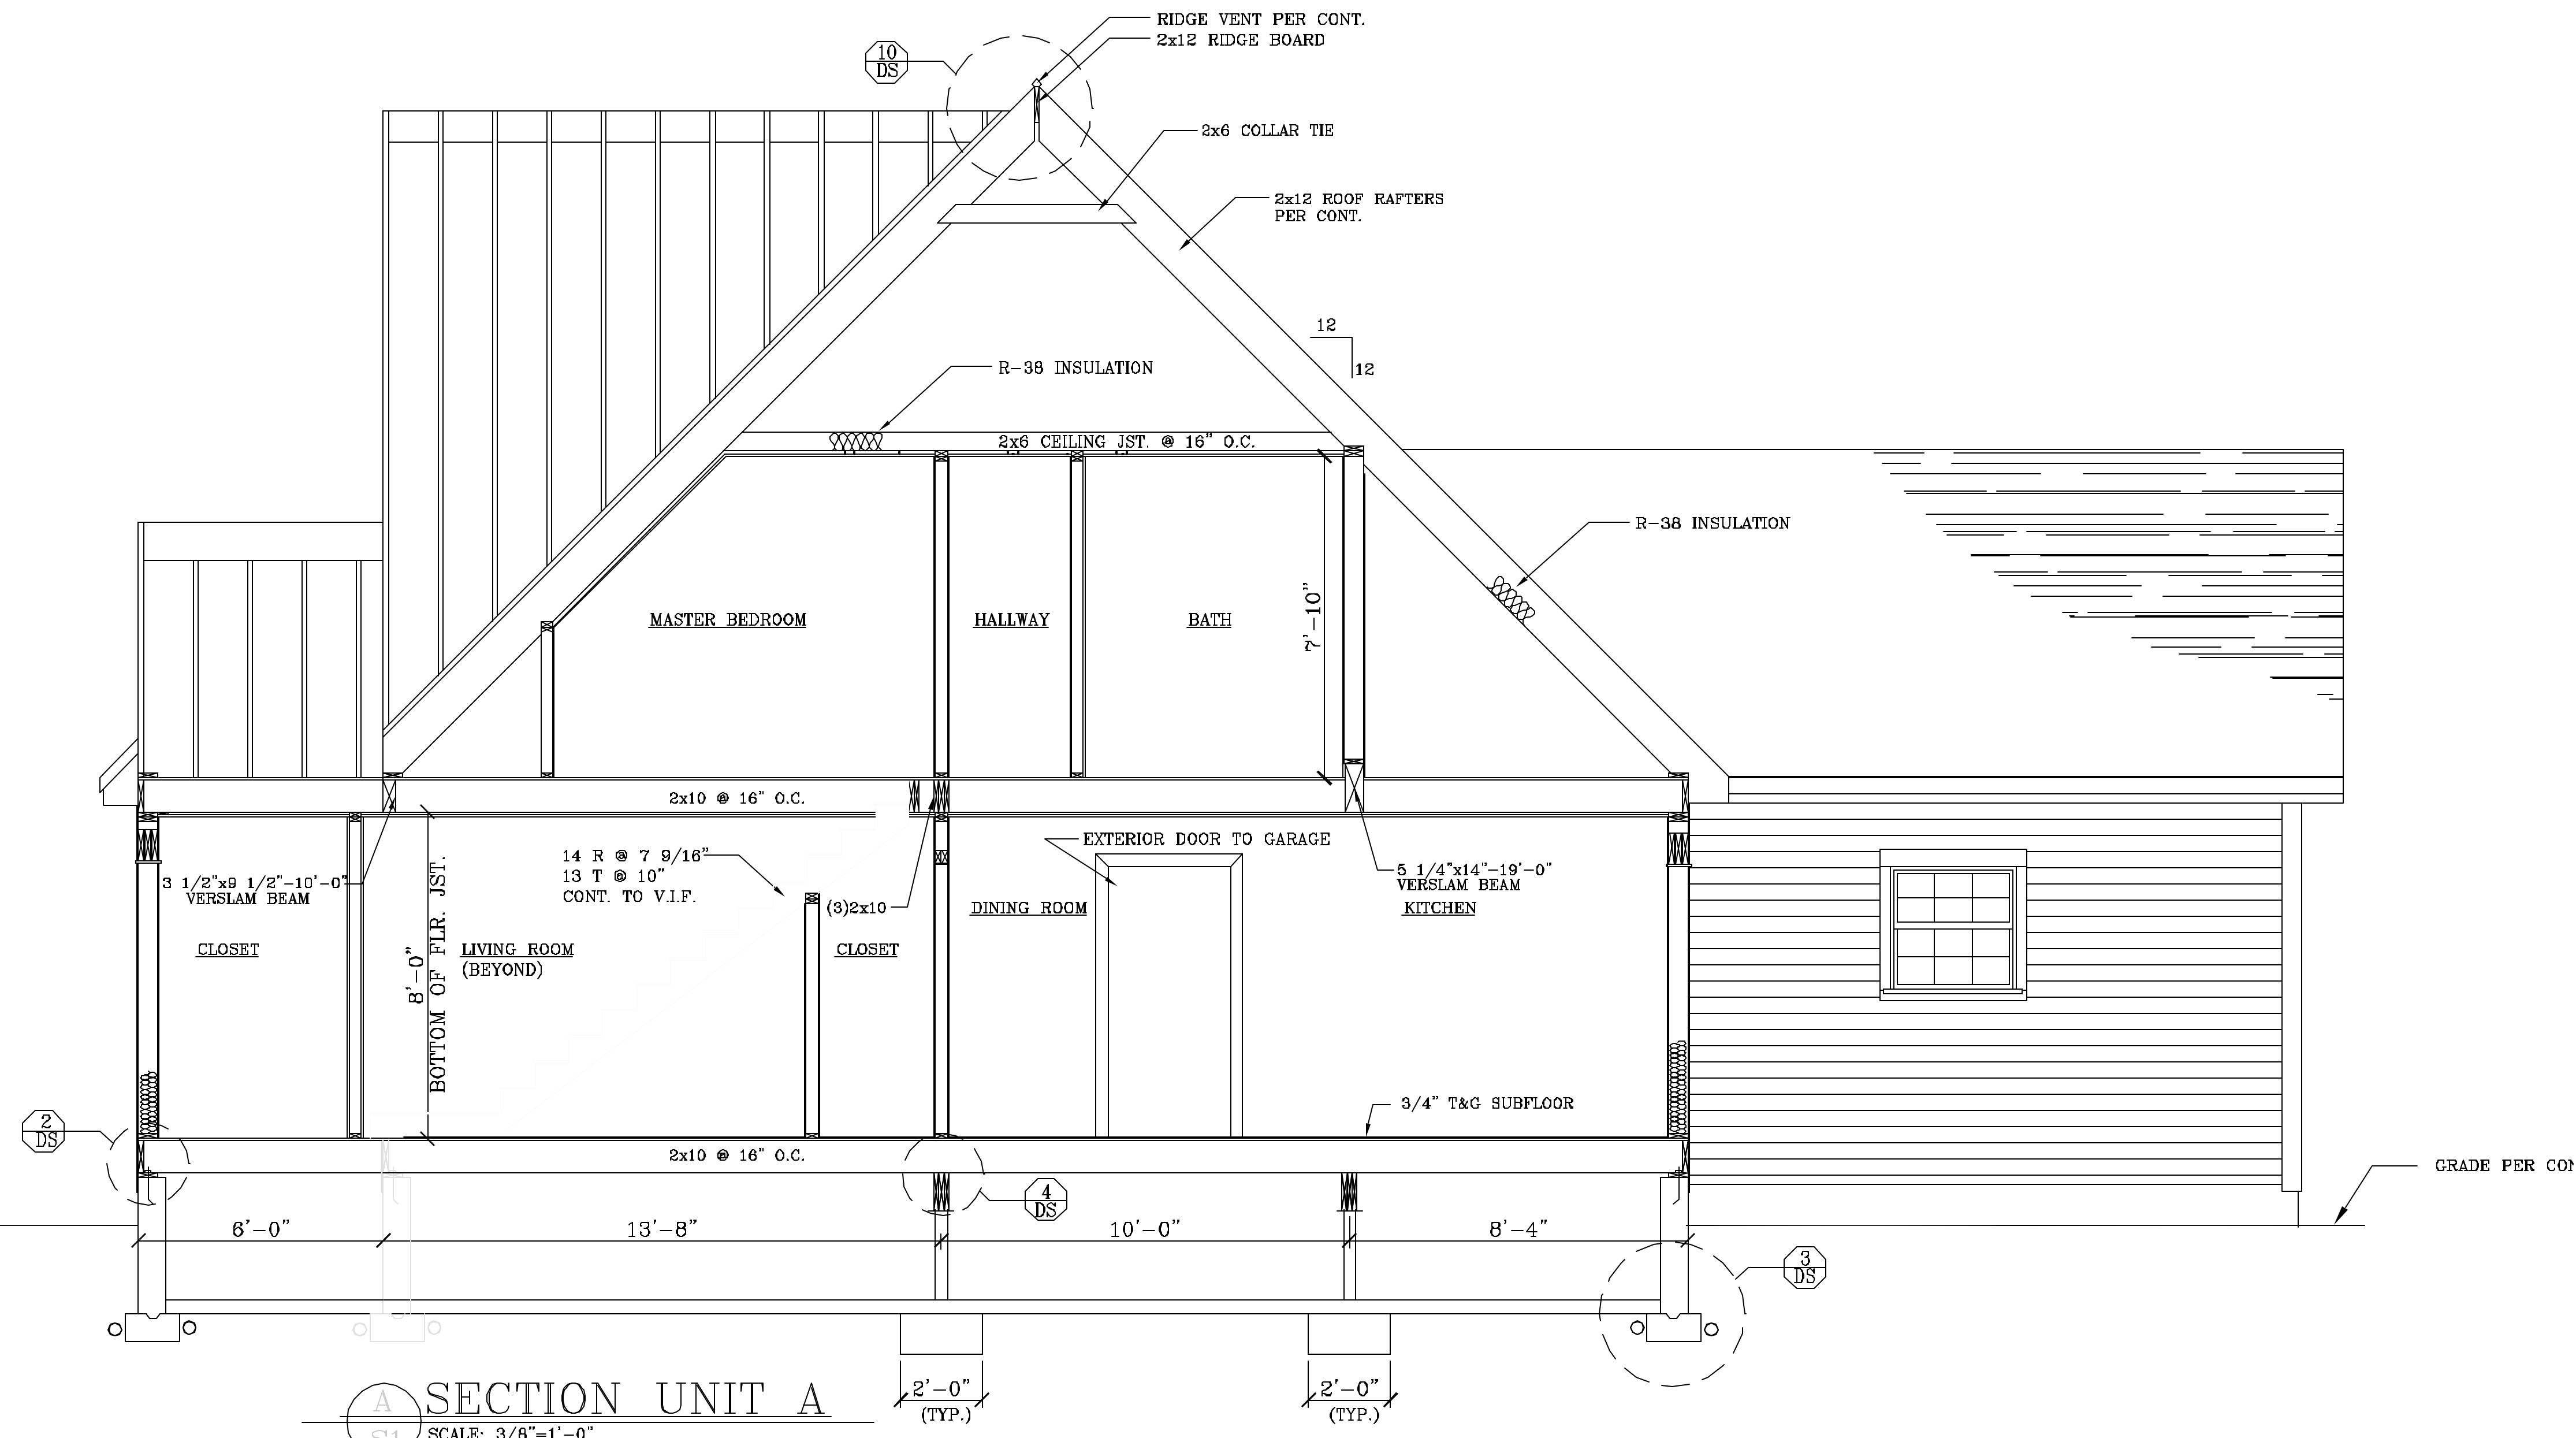 RIDGE VENT PER CONT.
2x12 RIDGE BOARD
10
DS
2x6 COLLAR TIE
2x12 ROOF RAFTERS
PER CONT.
12
12
R-38 INSULATION
2x6 CEILING JST. @ 16" O.C.
R-38 INSULATION
MASTER BEDROOM
HALLWAY
BATH
7'-10"
2x10 @ 16" O.C.
EXTERIOR DOOR TO GARAGE
14 R @ 7 9/16"
13 T @ 10"
CONT. TO V.I.F.
3 1/2"x9 1/2"-10'-0"
VERSLAM BEAM
5 1/4"x14"-19'-0"
VERSLAM BEAM
(3)2x10
DINING ROOM
KITCHEN
CLOSET
8'-0"
BOTTOM OF FLR. JST.
LIVING ROOM
(BEYOND)
CLOSET
3/4" T&G SUBFLOOR
2
DS
2x10 @ 16" O.C.
GRADE PER CON
4
DS
6'-0"
13'-8"
10'-0"
8'-4"
3
DS
2'-0"
(TYP.)
2'-0"
(TYP.)
A
S1
SECTION UNIT A
SCALE: 3/8"=1'-0"